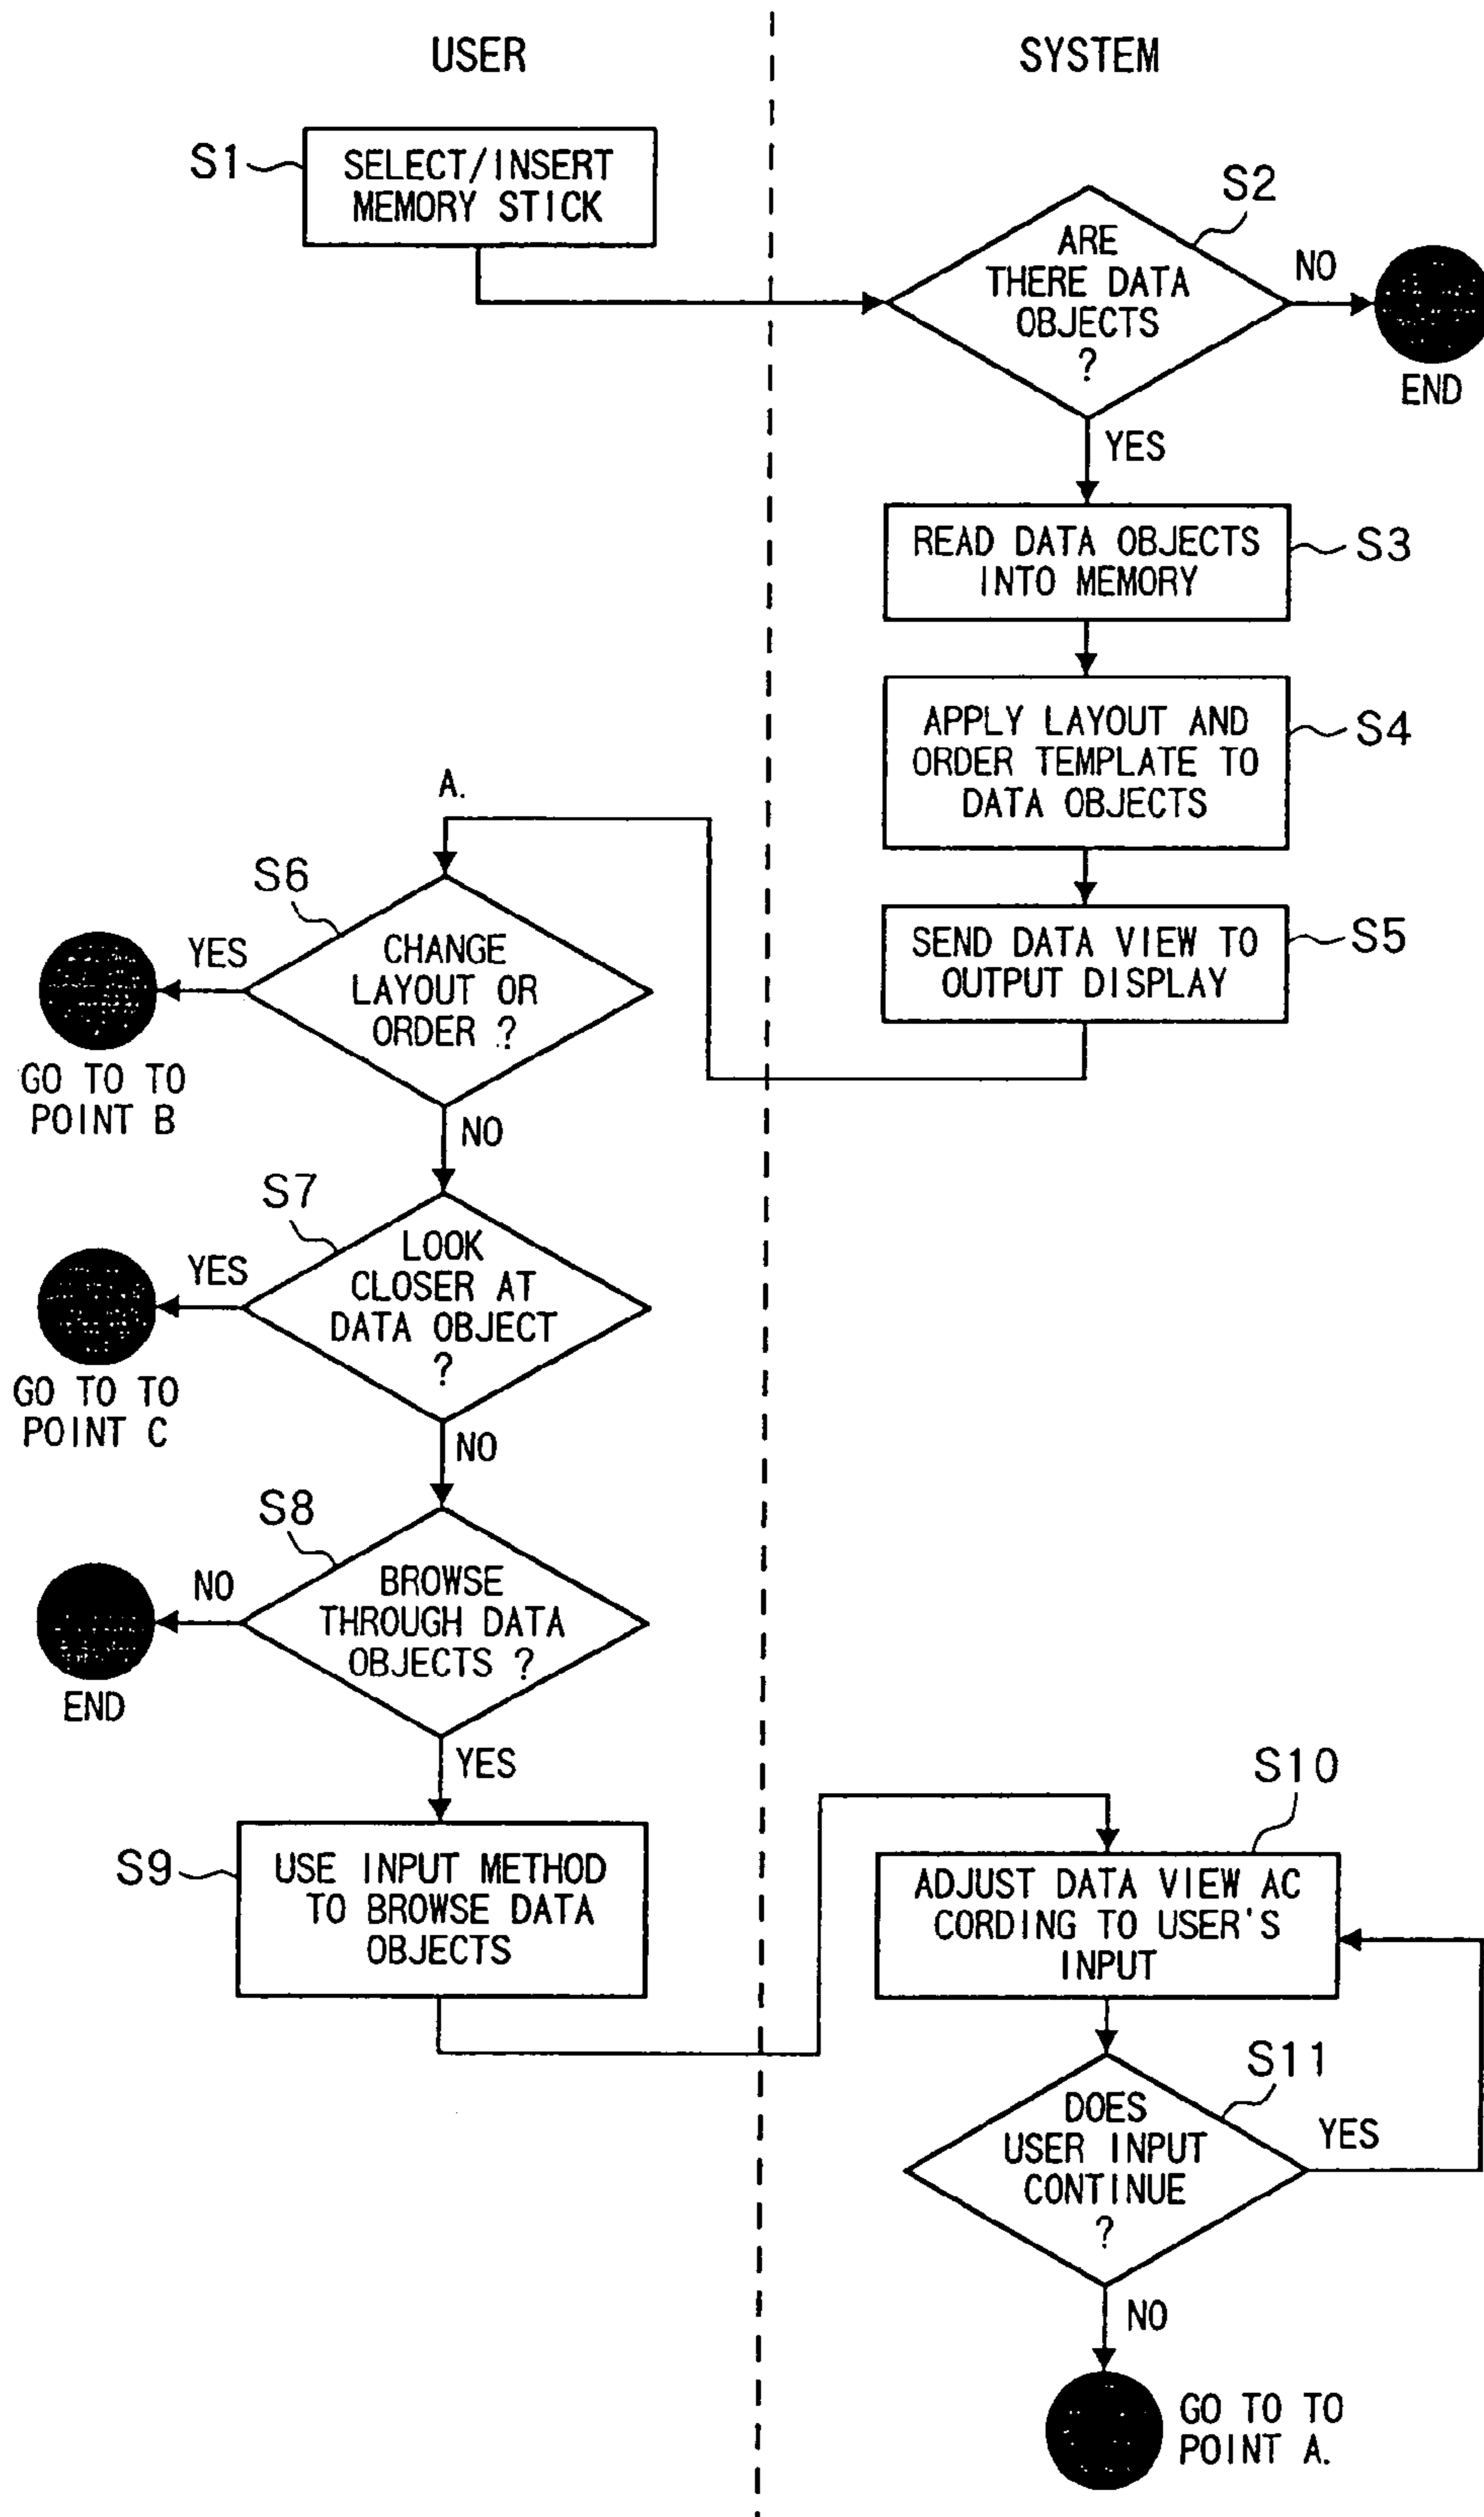 USER
SYSTEM
S1
SELECT/INSERT
MEMORY STICK
S2
ARE
THERE DATA
OBJECTS
?
NO
END
YES
READ DATA OBJECTS
INTO MEMORY
S3
APPLY LAYOUT AND
ORDER TEMPLATE TO
DATA OBJECTS
S4
SEND DATA VIEW TO
OUTPUT DISPLAY
S5
A.
S6
CHANGE
LAYOUT OR
ORDER ?
YES
GO TO TO
POINT B
NO
S7
LOOK
CLOSER AT
DATA OBJECT
?
YES
GO TO TO
POINT C
NO
S8
BROWSE
THROUGH DATA
OBJECTS ?
NO
END
YES
S9
USE INPUT METHOD
TO BROWSE DATA
OBJECTS
S10
ADJUST DATA VIEW AC
CORDING TO USER'S
INPUT
S11
DOES
USER INPUT
CONTINUE
?
YES
NO
GO TO TO
POINT A.